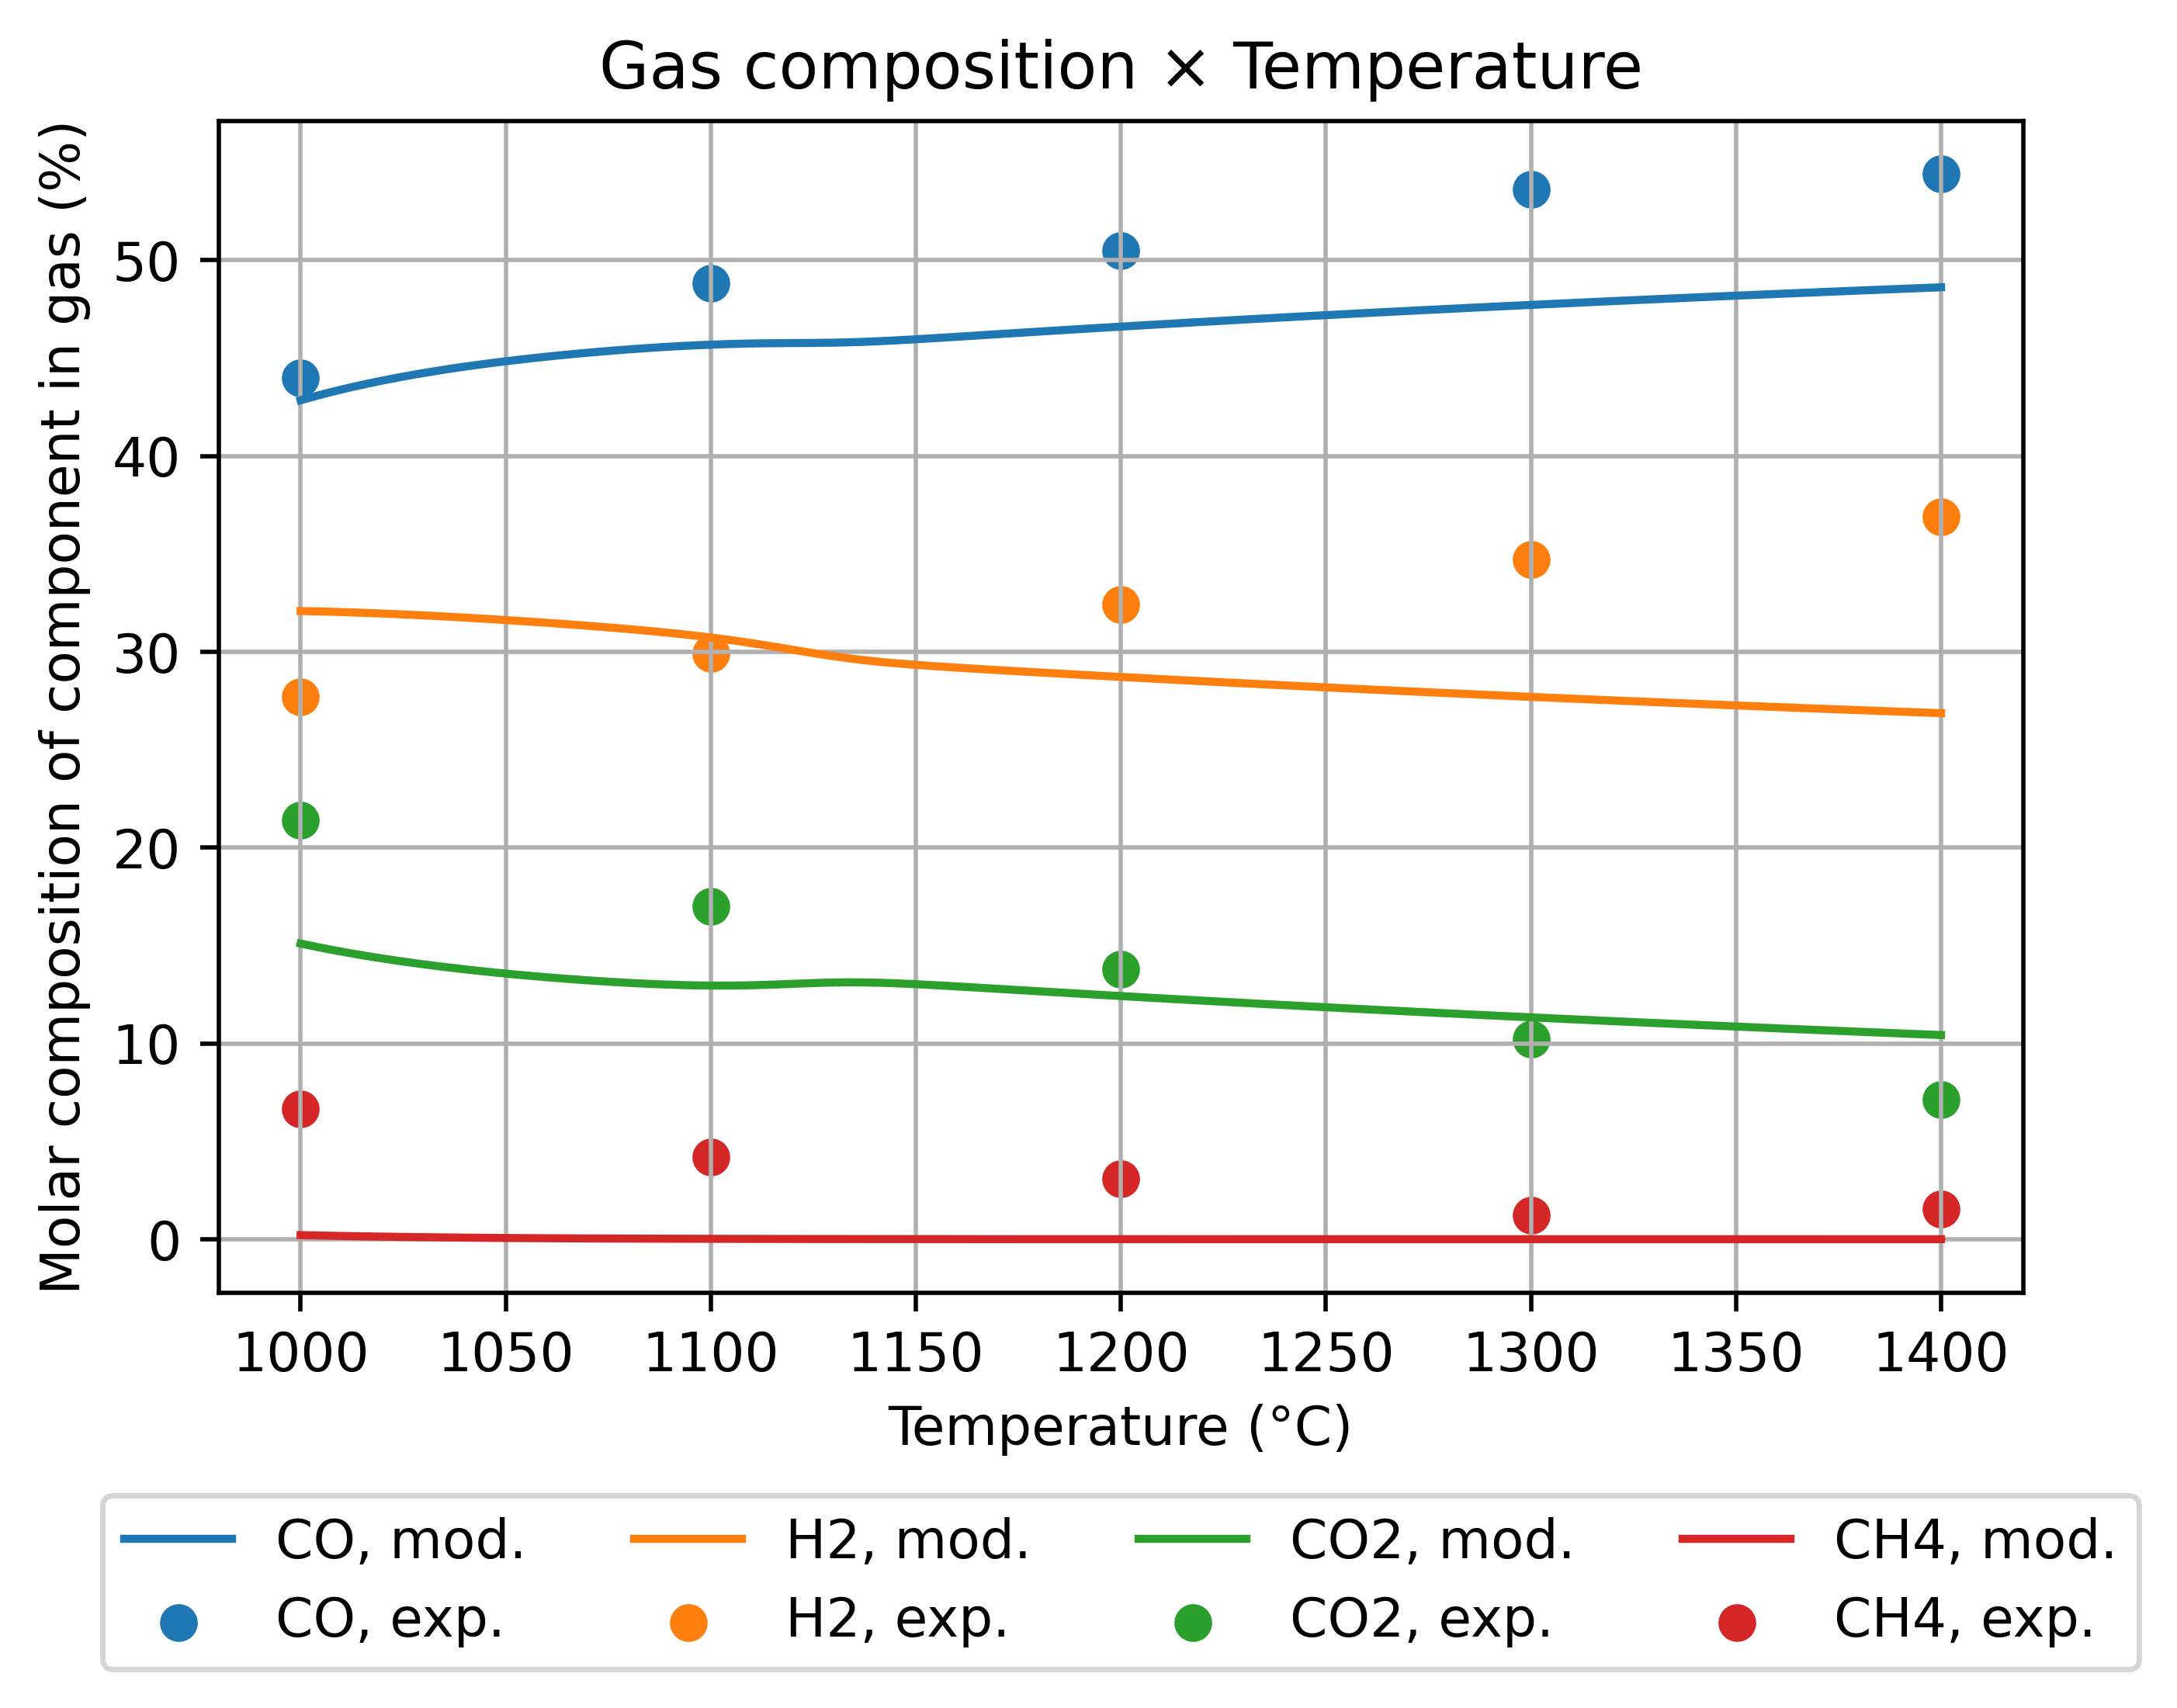 Gas composition × Temperature
Molar composition of component in gas (%)
50
40
30
20
10
0
1000 1050 1100 1150 1200 1250 1300 1350 1400
Temperature (°C)
CO, mod. H2, mod. CO2, mod. CH4, mod.
CO, exp. H2, exp. CO2, exp. CH4, exp.